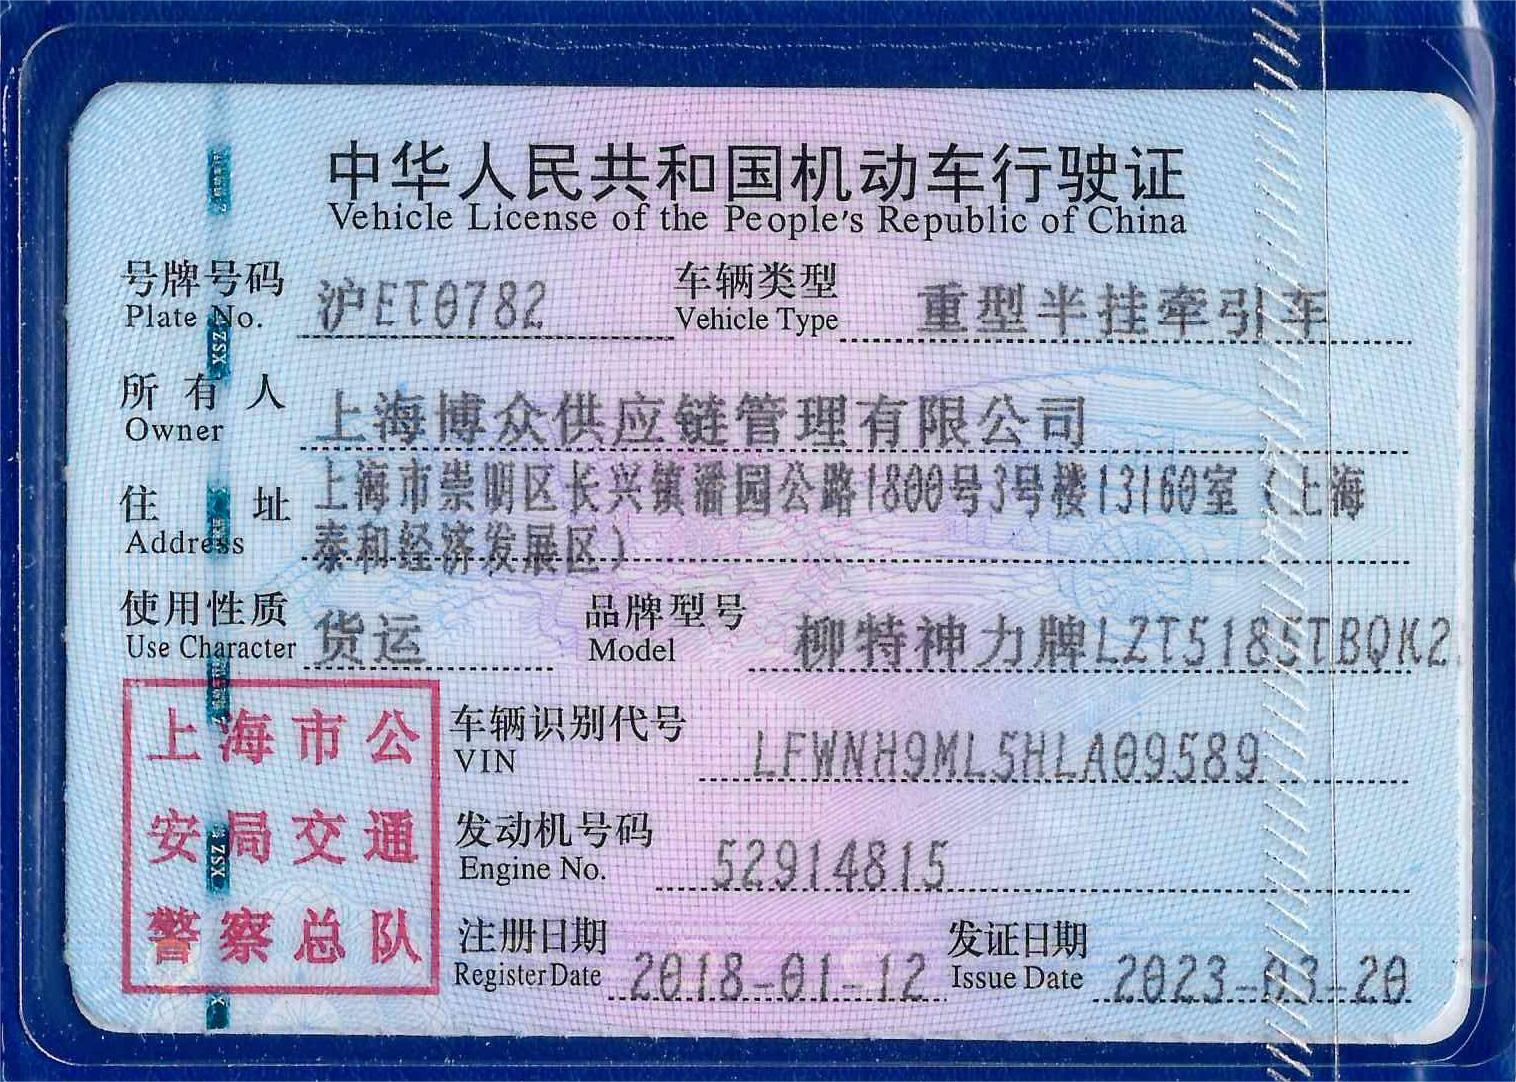 中华人民共和国机动车行驶证
Vehicle License of the People's Republic of China
号牌号码 沪ET0782 车辆类型 重型半挂牵引车
Plate No. Vehicle Type
所有人 上海博众供应链管理有限公司
Owner
住址 上海市崇明区长兴镇潘园公路1800号3号楼13160室（上海
Address 泰和经济发展区）
使用性质 货运 品牌型号 柳特神力牌LZT5185TBQK2
Use Character Model
上海市公
安局交通
警察总队
车辆识别代号 LFWNH9ML5HLA09589
VIN
发动机号码 52914815
Engine No.
注册日期 2018-01-12 发证日期 2023-03-20
Register Date Issue Date
XSZ
XSZ